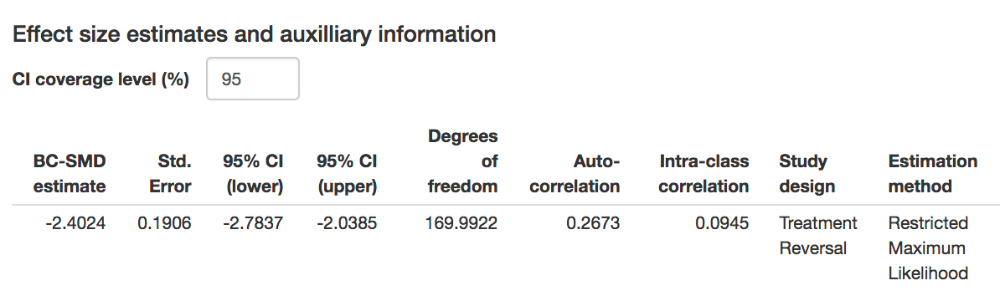 Effect size estimates and auxilliary information
CI coverage level (%) 95
Degrees
BC-SMD Std. 95% CI 95% CI of Auto- Intra-class Study Estimation
estimate Error (lower) (upper) freedom correlation correlation design method
-2.4024 0.1906 -2.7837 -2.0385 169.9922 0.2673 0.0945 Treatment Restricted
Reversal Maximum
Likelihood